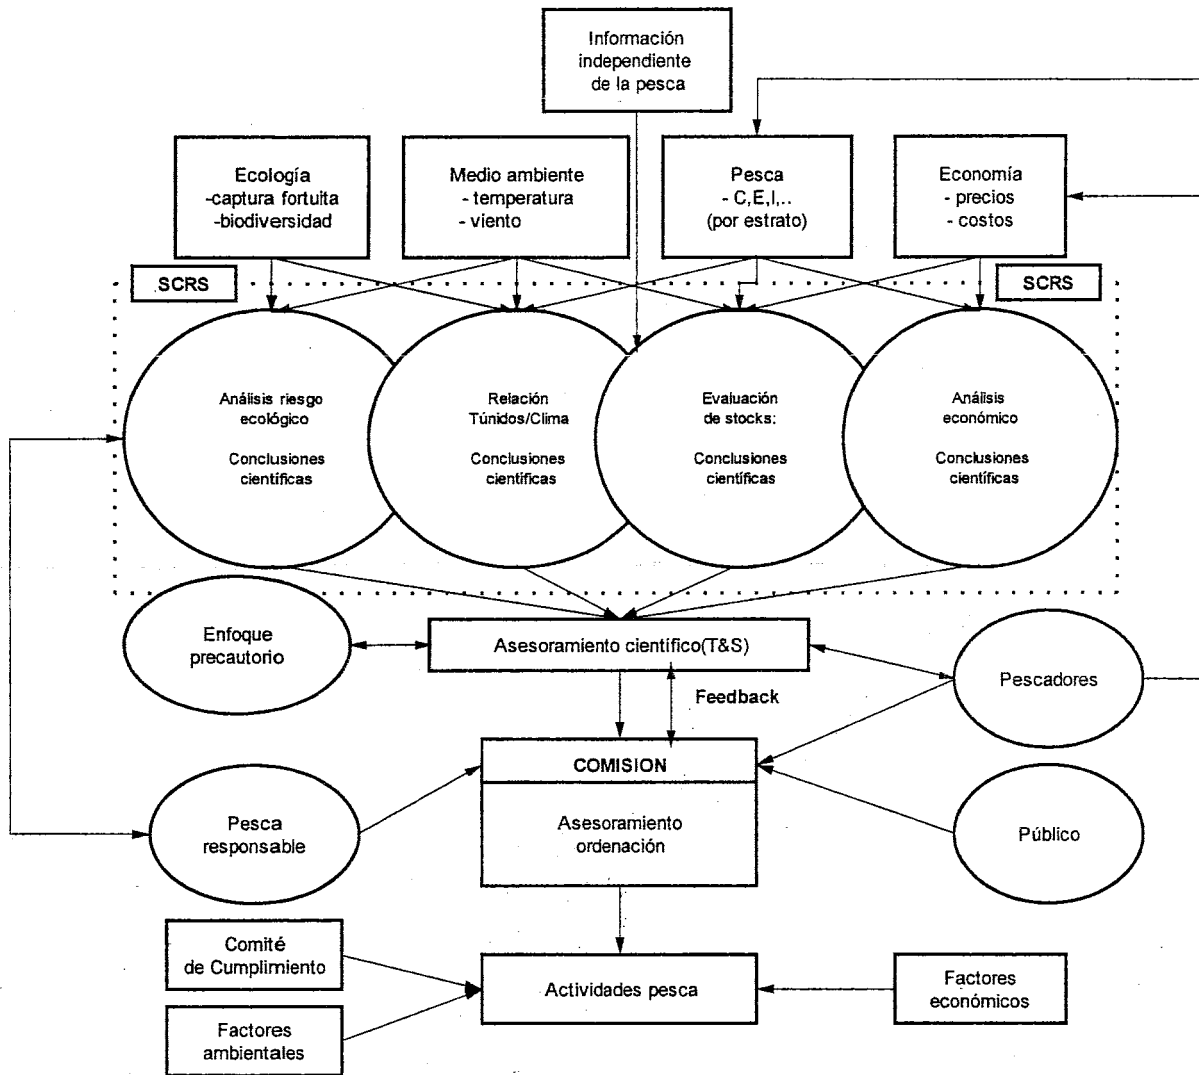 Información
independiente
de la pesca
Ecología
-captura fortuita
-biodiversidad
Medio ambiente
- temperatura
- viento
Pesca
- C,E,I,..
(por estrato)
Economía
- precios
- costos
SCRS
SCRS
Análisis riesgo
ecológico
Conclusiones
científicas
Relación
Túnidos/Clima
Conclusiones
científicas
Evaluación
de stocks:
Conclusiones
científicas
Análisis
económico
Conclusiones
científicas
Enfoque
precautorio
Asesoramiento científico(T&S)
Pescadores
Feedback
COMISION
Asesoramiento
ordenación
Pesca
responsable
Público
Comité
de Cumplimiento
Actividades pesca
Factores
económicos
Factores
ambientales